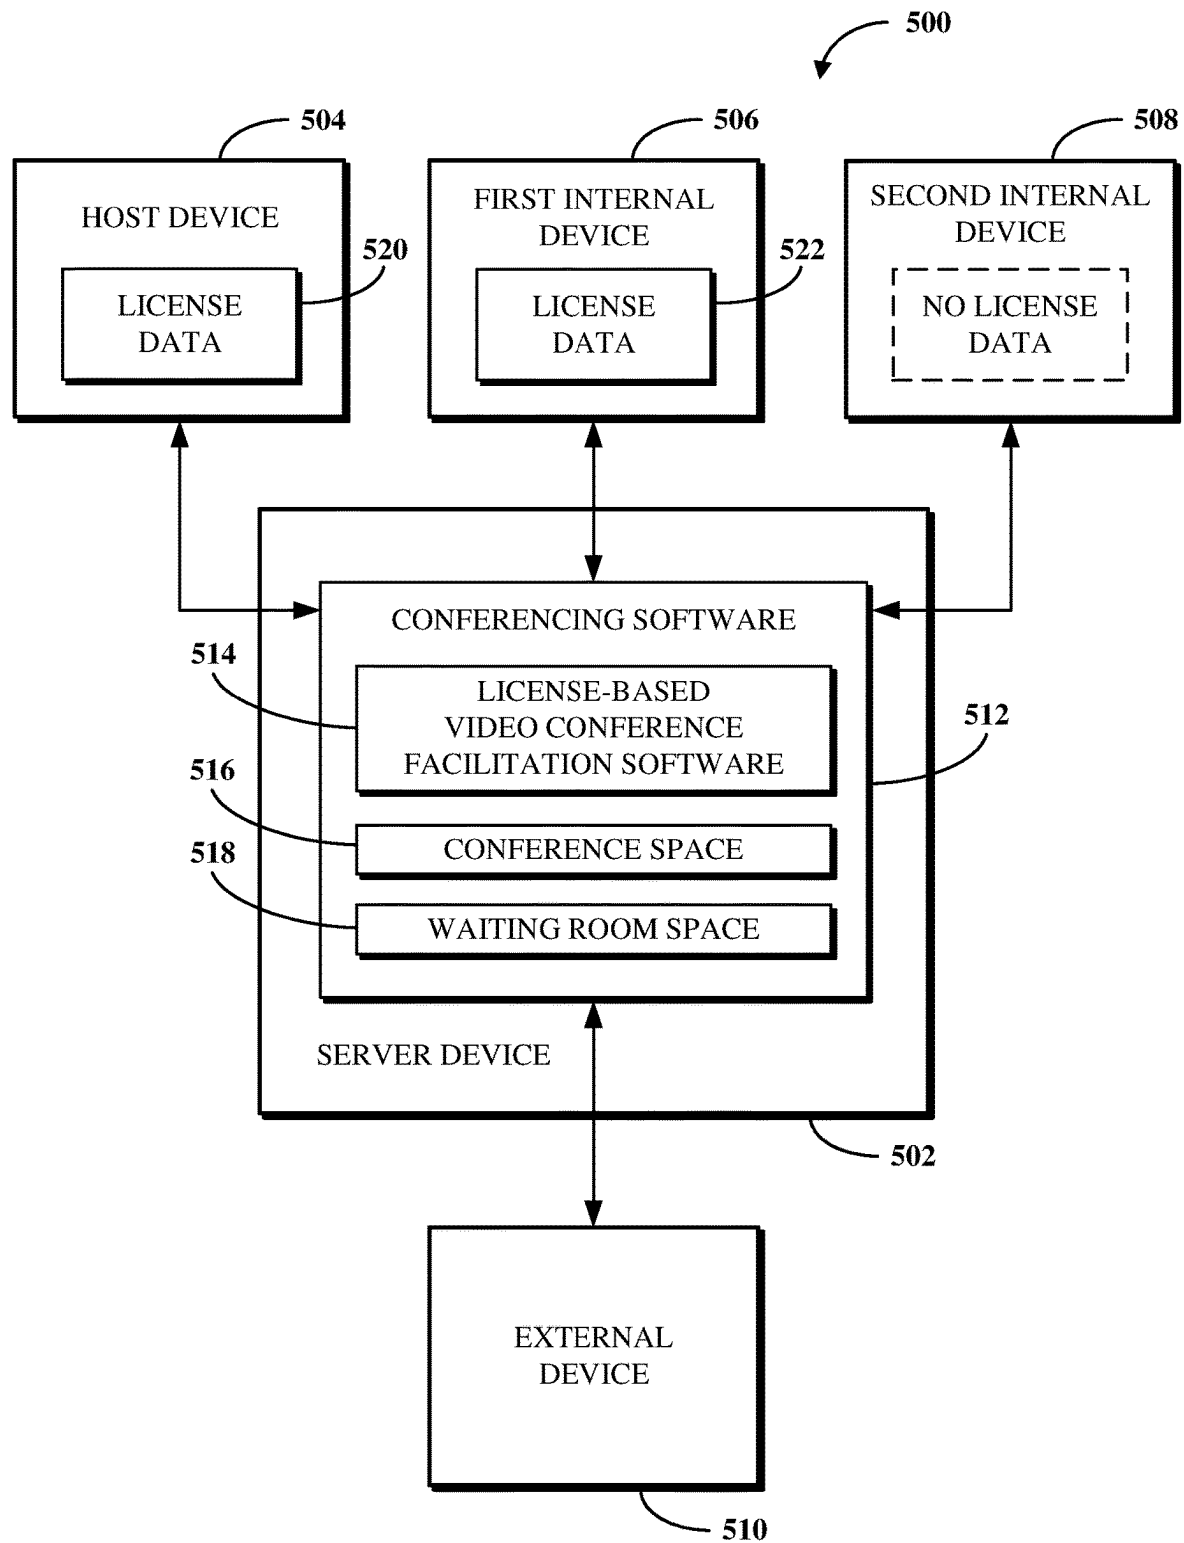 500
504
506
508
HOST DEVICE
520
LICENSE
DATA
FIRST INTERNAL
DEVICE
522
LICENSE
DATA
SECOND INTERNAL
DEVICE
NO LICENSE
DATA
CONFERENCING SOFTWARE
514
LICENSE-BASED
VIDEO CONFERENCE
FACILITATION SOFTWARE
512
516
CONFERENCE SPACE
518
WAITING ROOM SPACE
SERVER DEVICE
502
EXTERNAL
DEVICE
510